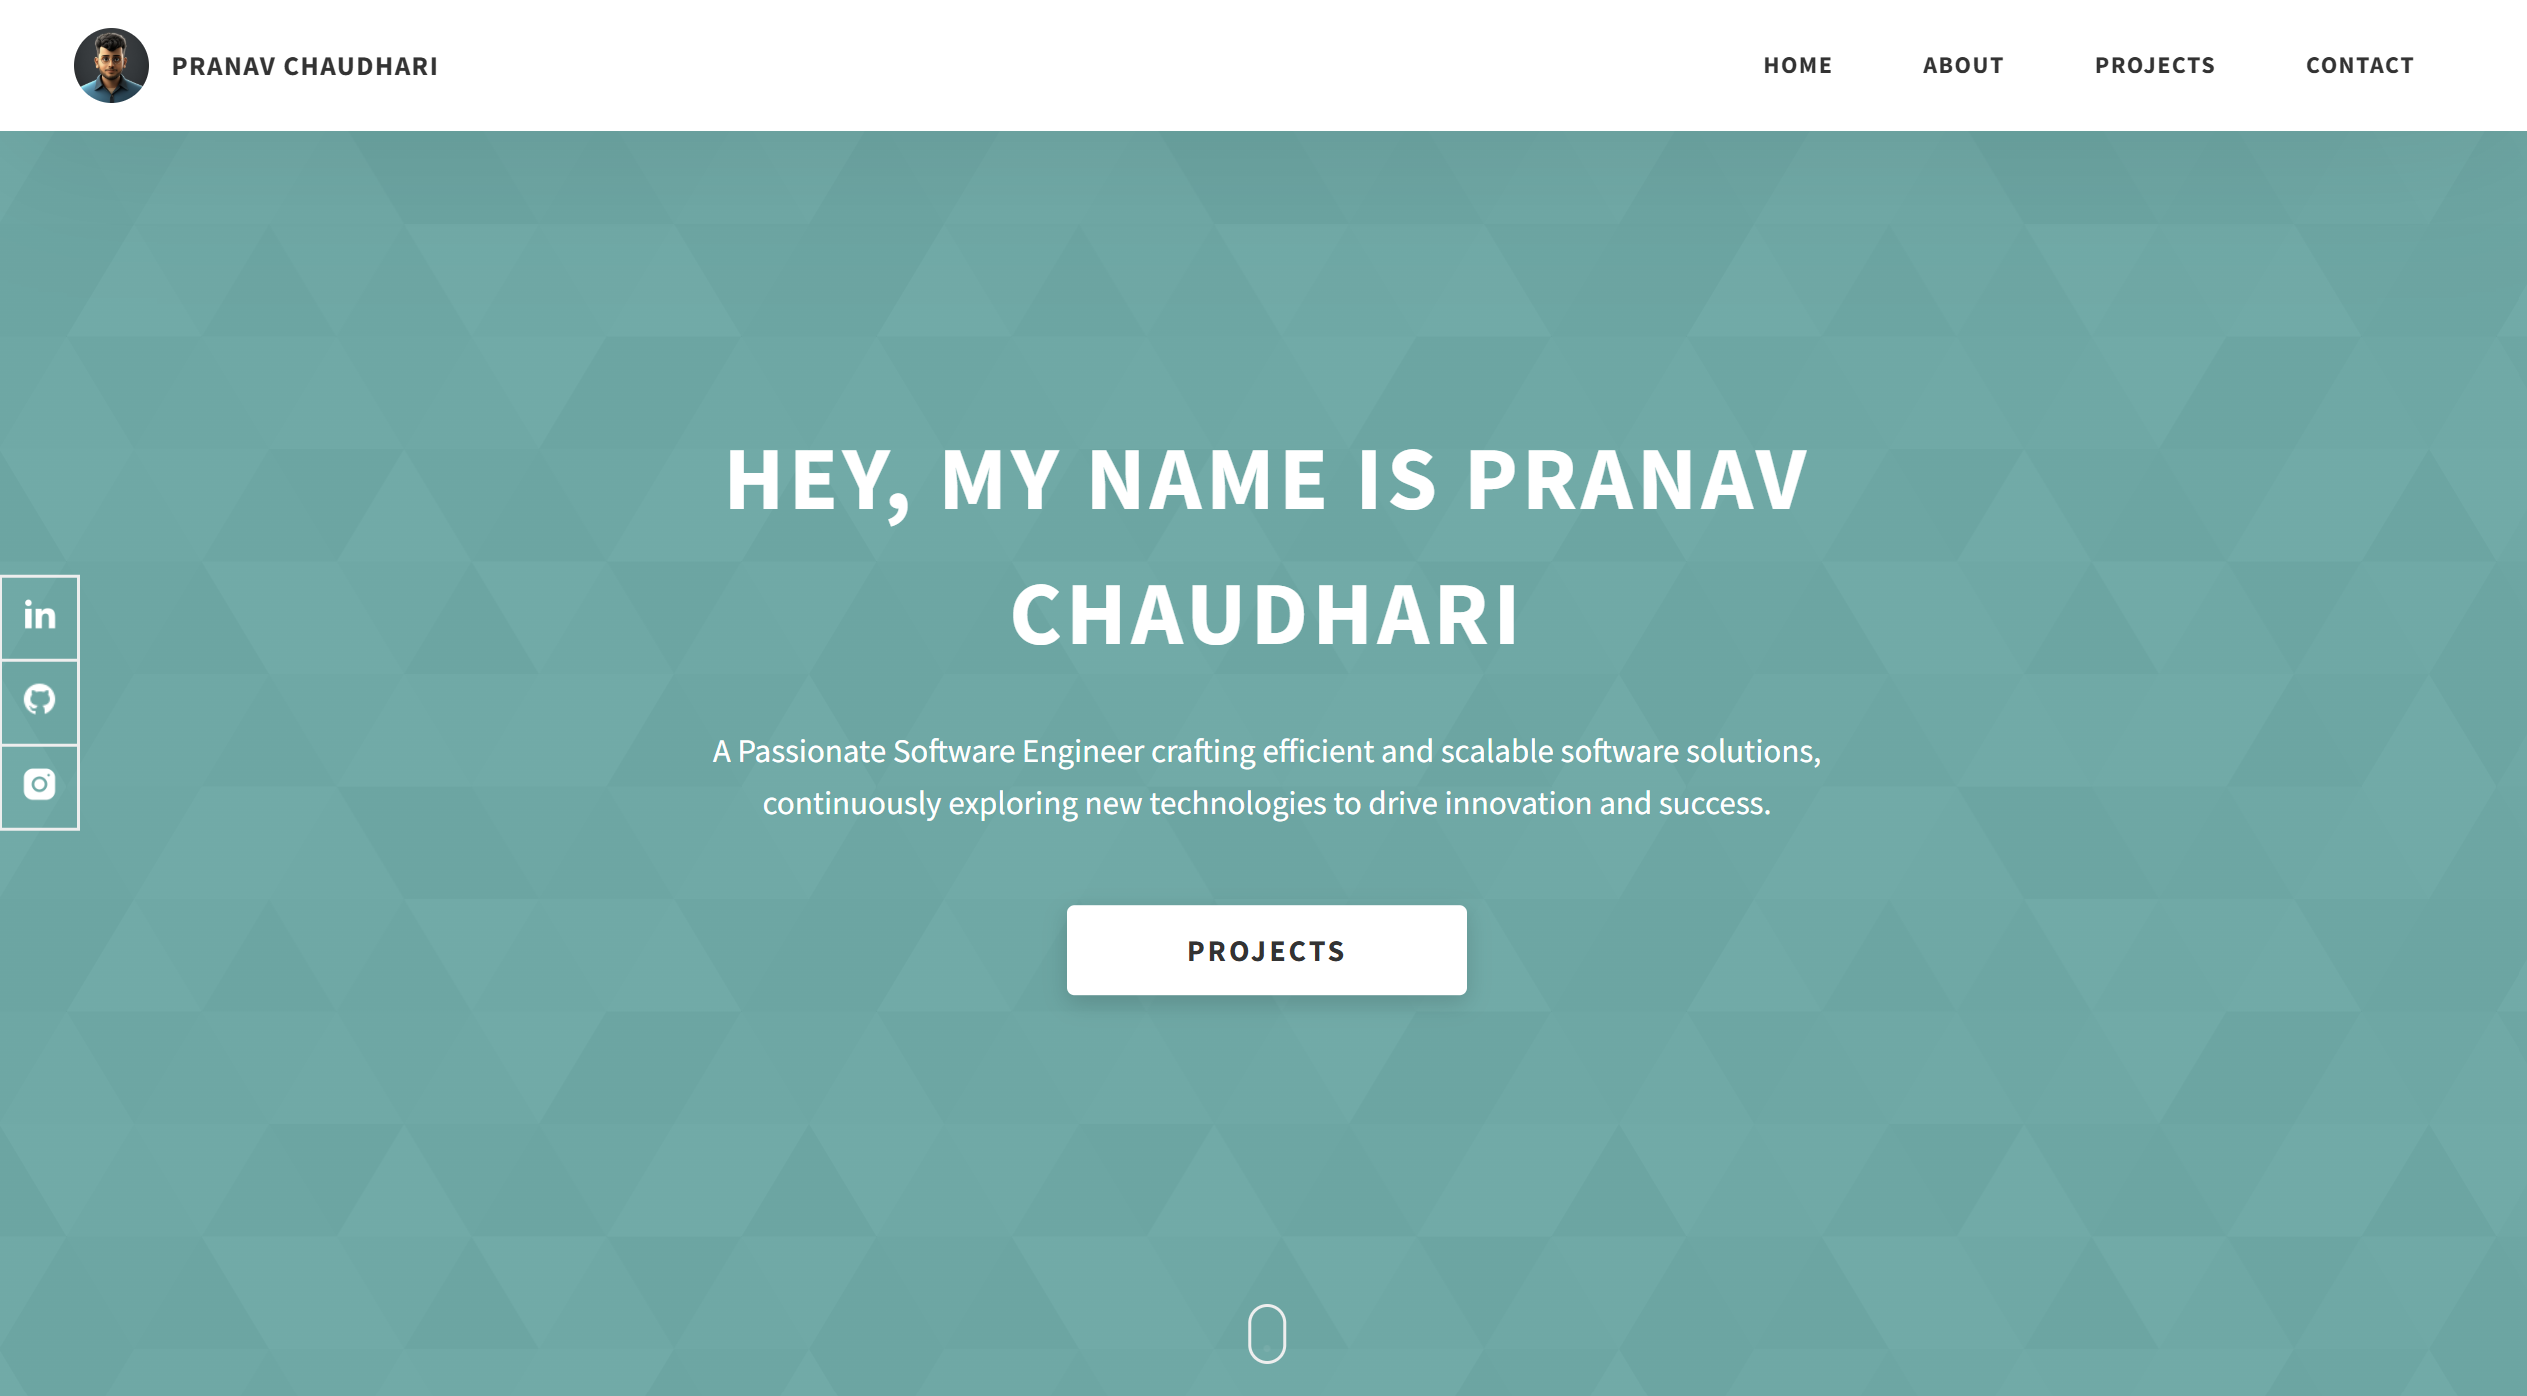 PRANAV CHAUDHARI
HOME ABOUT PROJECTS CONTACT
HEY, MY NAME IS PRANAV
CHAUDHARI
in
A Passionate Software Engineer crafting efficient and scalable software solutions,
continuously exploring new technologies to drive innovation and success.
PROJECTS